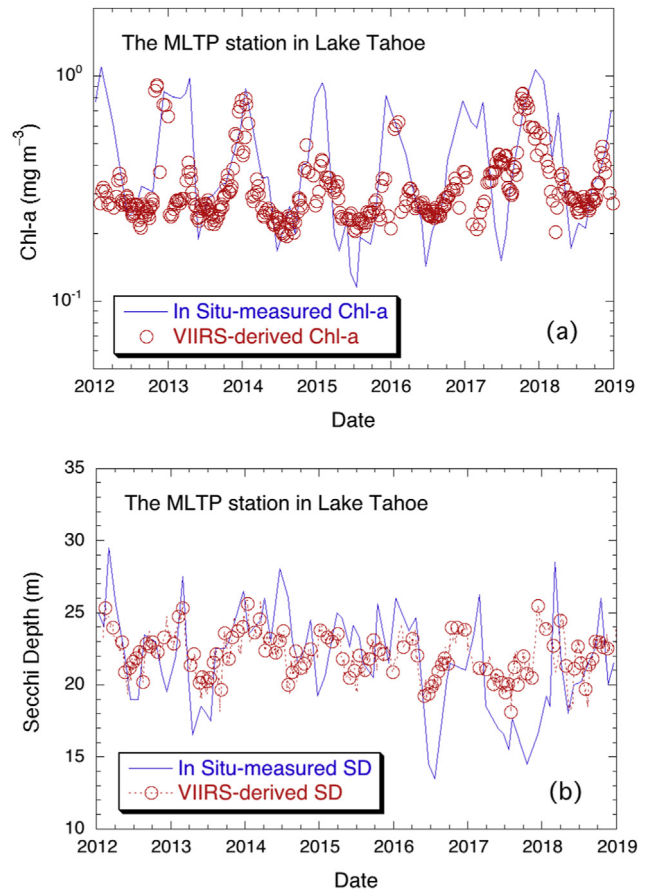 The MLTP station in Lake Tahoe
10⁰
Chl-a (mg m⁻³)
10⁻¹
In Situ-measured Chl-a
VIIRS-derived Chl-a
(a)
2012 2013 2014 2015 2016 2017 2018 2019
Date
35
The MLTP station in Lake Tahoe
30
25
Secchi Depth (m)
20
15
In Situ-measured SD
VIIRS-derived SD
(b)
10
2012 2013 2014 2015 2016 2017 2018 2019
Date